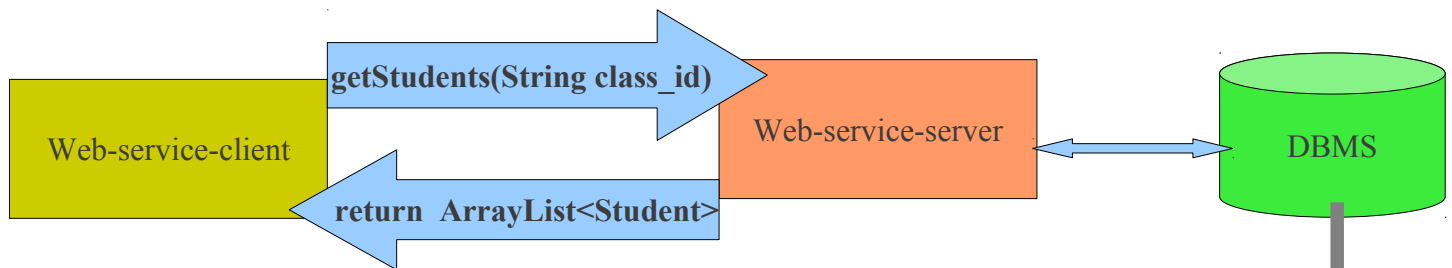 getStudents(String class_id)
Web-service-client
Web-service-server
DBMS
return ArrayList<Student>